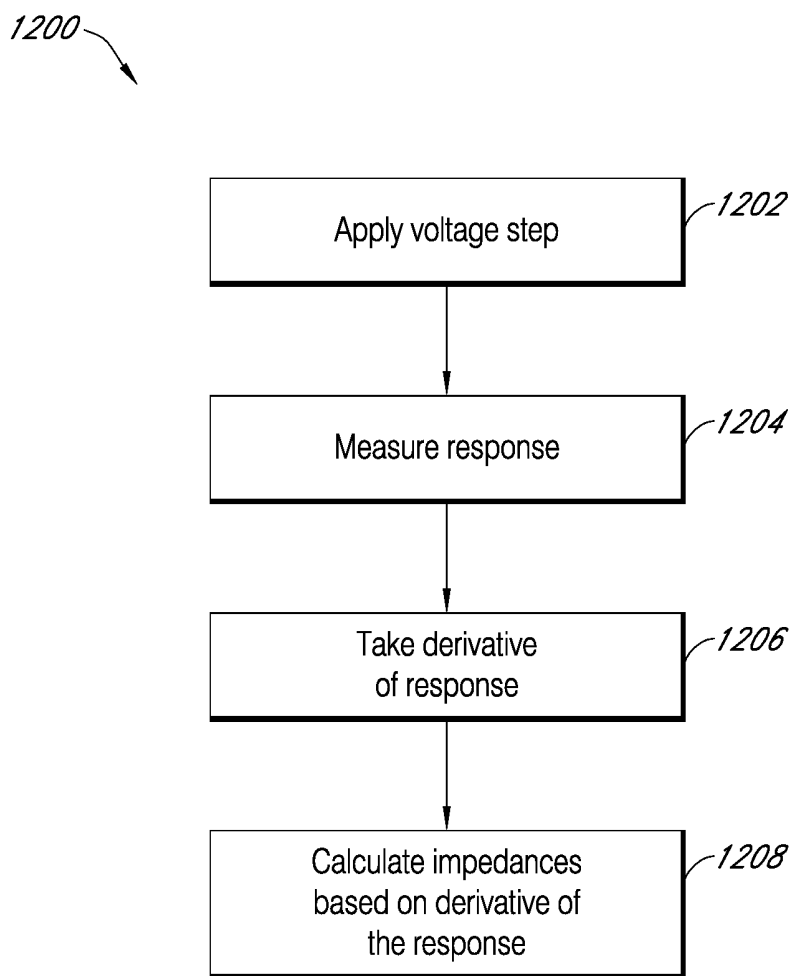 1200
Apply voltage step
1202
Measure response
1204
Take derivative
of response
1206
Calculate impedances
based on derivative of
the response
1208